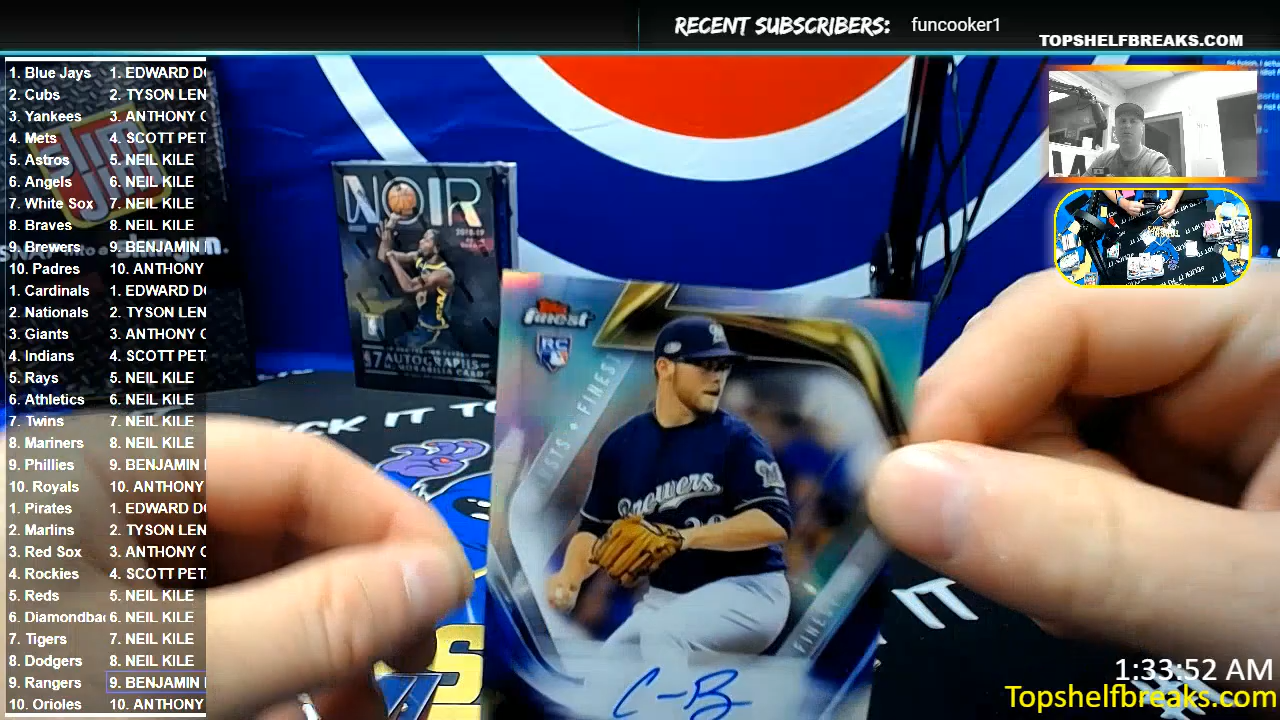 RECENT SUBSCRIBERS: funcooker1
TOPSHELFBREAKS.COM
1. Blue Jays 1. EDWARD
2. Cubs 2. TYSON LEN
3. Yankees 3. ANTHONY
4. Mets 4. SCOTT PET
5. Astros 5. NEIL KILE
6. Angels 6. NEIL KILE
7. White Sox 7. NEIL KILE
8. Braves 8. NEIL KILE
9. Brewers 9. BENJAMIN
10. Padres 10. ANTHONY
1. Cardinals 1. EDWARD
2. Nationals 2. TYSON LEN
3. Giants 3. ANTHONY
4. Indians 4. SCOTT PET
5. Rays 5. NEIL KILE
6. Athletics 6. NEIL KILE
7. Twins 7. NEIL KILE
8. Mariners 8. NEIL KILE
9. Phillies 9. BENJAMIN
10. Royals 10. ANTHONY
1. Pirates 1. EDWARD
2. Marlins 2. TYSON LEN
3. Red Sox 3. ANTHONY
4. Rockies 4. SCOTT PET
5. Reds 5. NEIL KILE
6. Diamondba 6. NEIL KILE
7. Tigers 7. NEIL KILE
8. Dodgers 8. NEIL KILE
9. Rangers 9. BENJAMIN
10. Orioles 10. ANTHONY
NOIR
2018-19
AUTOGRAPHS
MEMORABILIA CARD
Topps
finest
RC
FINEST
Brewers
IT
1:33:52 AM
Topshelfbreaks.com